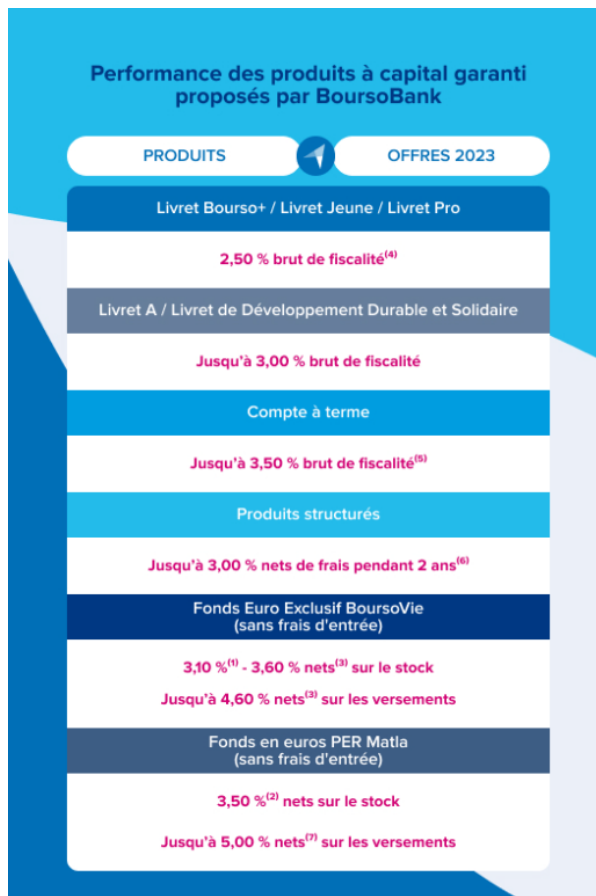 Performance des produits à capital garanti
proposés par BoursoBank
PRODUITS
OFFRES 2023
Livret Bourso+ / Livret Jeune / Livret Pro
2,50 % brut de fiscalité(4)
Livret A / Livret de Développement Durable et Solidaire
Jusqu'à 3,00 % brut de fiscalité
Compte à terme
Jusqu'à 3,50 % brut de fiscalité(5)
Produits structurés
Jusqu'à 3,00 % nets de frais pendant 2 ans(6)
Fonds Euro Exclusif BoursoVie
(sans frais d'entrée)
3,10 %(1) - 3,60 % nets(3) sur le stock
Jusqu'à 4,60 % nets(3) sur les versements
Fonds en euros PER Matla
(sans frais d'entrée)
3,50 %(2) nets sur le stock
Jusqu'à 5,00 % nets(7) sur les versements